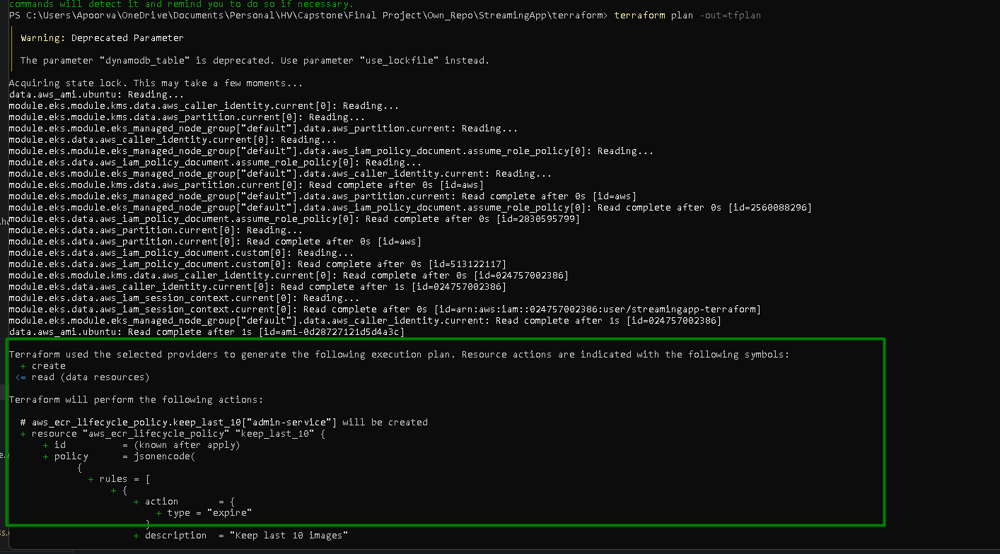 commands will detect it and remind you to do so if necessary.
PS C:\Users\Apoorva\OneDrive\Documents\Personal\HV\Capstone\Final Project\Own_Repo\StreamingApp\terraform> terraform plan -out=tfplan
Warning: Deprecated Parameter
The parameter "dynamodb_table" is deprecated. Use parameter "use_lockfile" instead.
Acquiring state lock. This may take a few moments...
data.aws_ami.ubuntu: Reading...
module.eks.module.kms.data.aws_caller_identity.current[0]: Reading...
module.eks.module.kms.data.aws_partition.current[0]: Reading...
module.eks.module.eks_managed_node_group["default"].data.aws_partition.current: Reading...
module.eks.data.aws_caller_identity.current[0]: Reading...
module.eks.module.eks_managed_node_group["default"].data.aws_iam_policy_document.assume_role_policy[0]: Reading...
module.eks.data.aws_iam_policy_document.assume_role_policy[0]: Reading...
module.eks.module.eks_managed_node_group["default"].data.aws_caller_identity.current: Reading...
module.eks.module.kms.data.aws_partition.current[0]: Read complete after 0s [id=aws]
module.eks.module.eks_managed_node_group["default"].data.aws_partition.current: Read complete after 0s [id=aws]
module.eks.module.eks_managed_node_group["default"].data.aws_iam_policy_document.assume_role_policy[0]: Read complete after 0s [id=2560088296]
module.eks.data.aws_iam_policy_document.assume_role_policy[0]: Read complete after 0s [id=2830595799]
module.eks.data.aws_partition.current[0]: Reading...
module.eks.data.aws_partition.current[0]: Read complete after 0s [id=aws]
module.eks.data.aws_iam_policy_document.custom[0]: Reading...
module.eks.data.aws_iam_policy_document.custom[0]: Read complete after 0s [id=513122117]
module.eks.module.kms.data.aws_caller_identity.current[0]: Read complete after 0s [id=024757002386]
module.eks.data.aws_caller_identity.current[0]: Read complete after 1s [id=024757002386]
module.eks.data.aws_iam_session_context.current[0]: Reading...
module.eks.data.aws_iam_session_context.current[0]: Read complete after 0s [id=arn:aws:iam::024757002386:user/streamingapp-terraform]
module.eks.module.eks_managed_node_group["default"].data.aws_caller_identity.current: Read complete after 1s [id=024757002386]
data.aws_ami.ubuntu: Read complete after 1s [id=ami-0d28727121d5d4a3c]
Terraform used the selected providers to generate the following execution plan. Resource actions are indicated with the following symbols:
+ create
<= read (data resources)
Terraform will perform the following actions:
# aws_ecr_lifecycle_policy.keep_last_10["admin-service"] will be created
+ resource "aws_ecr_lifecycle_policy" "keep_last_10" {
+ id = (known after apply)
+ policy = jsonencode(
{
+ rules = [
+ {
+ action = {
+ type = "expire"
}
+ description = "Keep last 10 images"